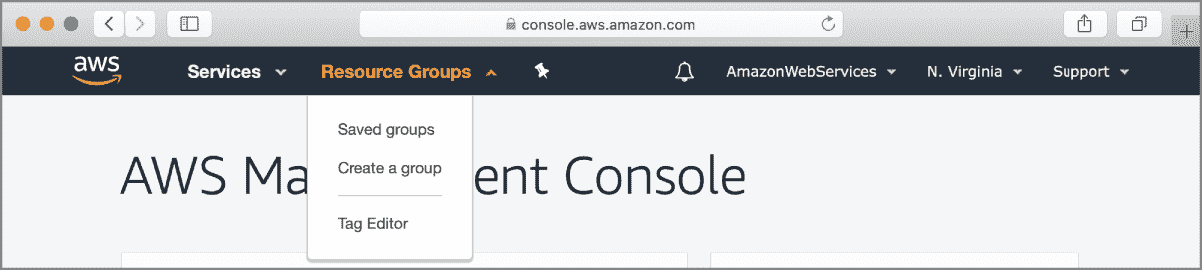 console.aws.amazon.com
aws Services Resource Groups AmazonWebServices N. Virginia Support
Saved groups
Create a group
Tag Editor
AWS Ma ent Console